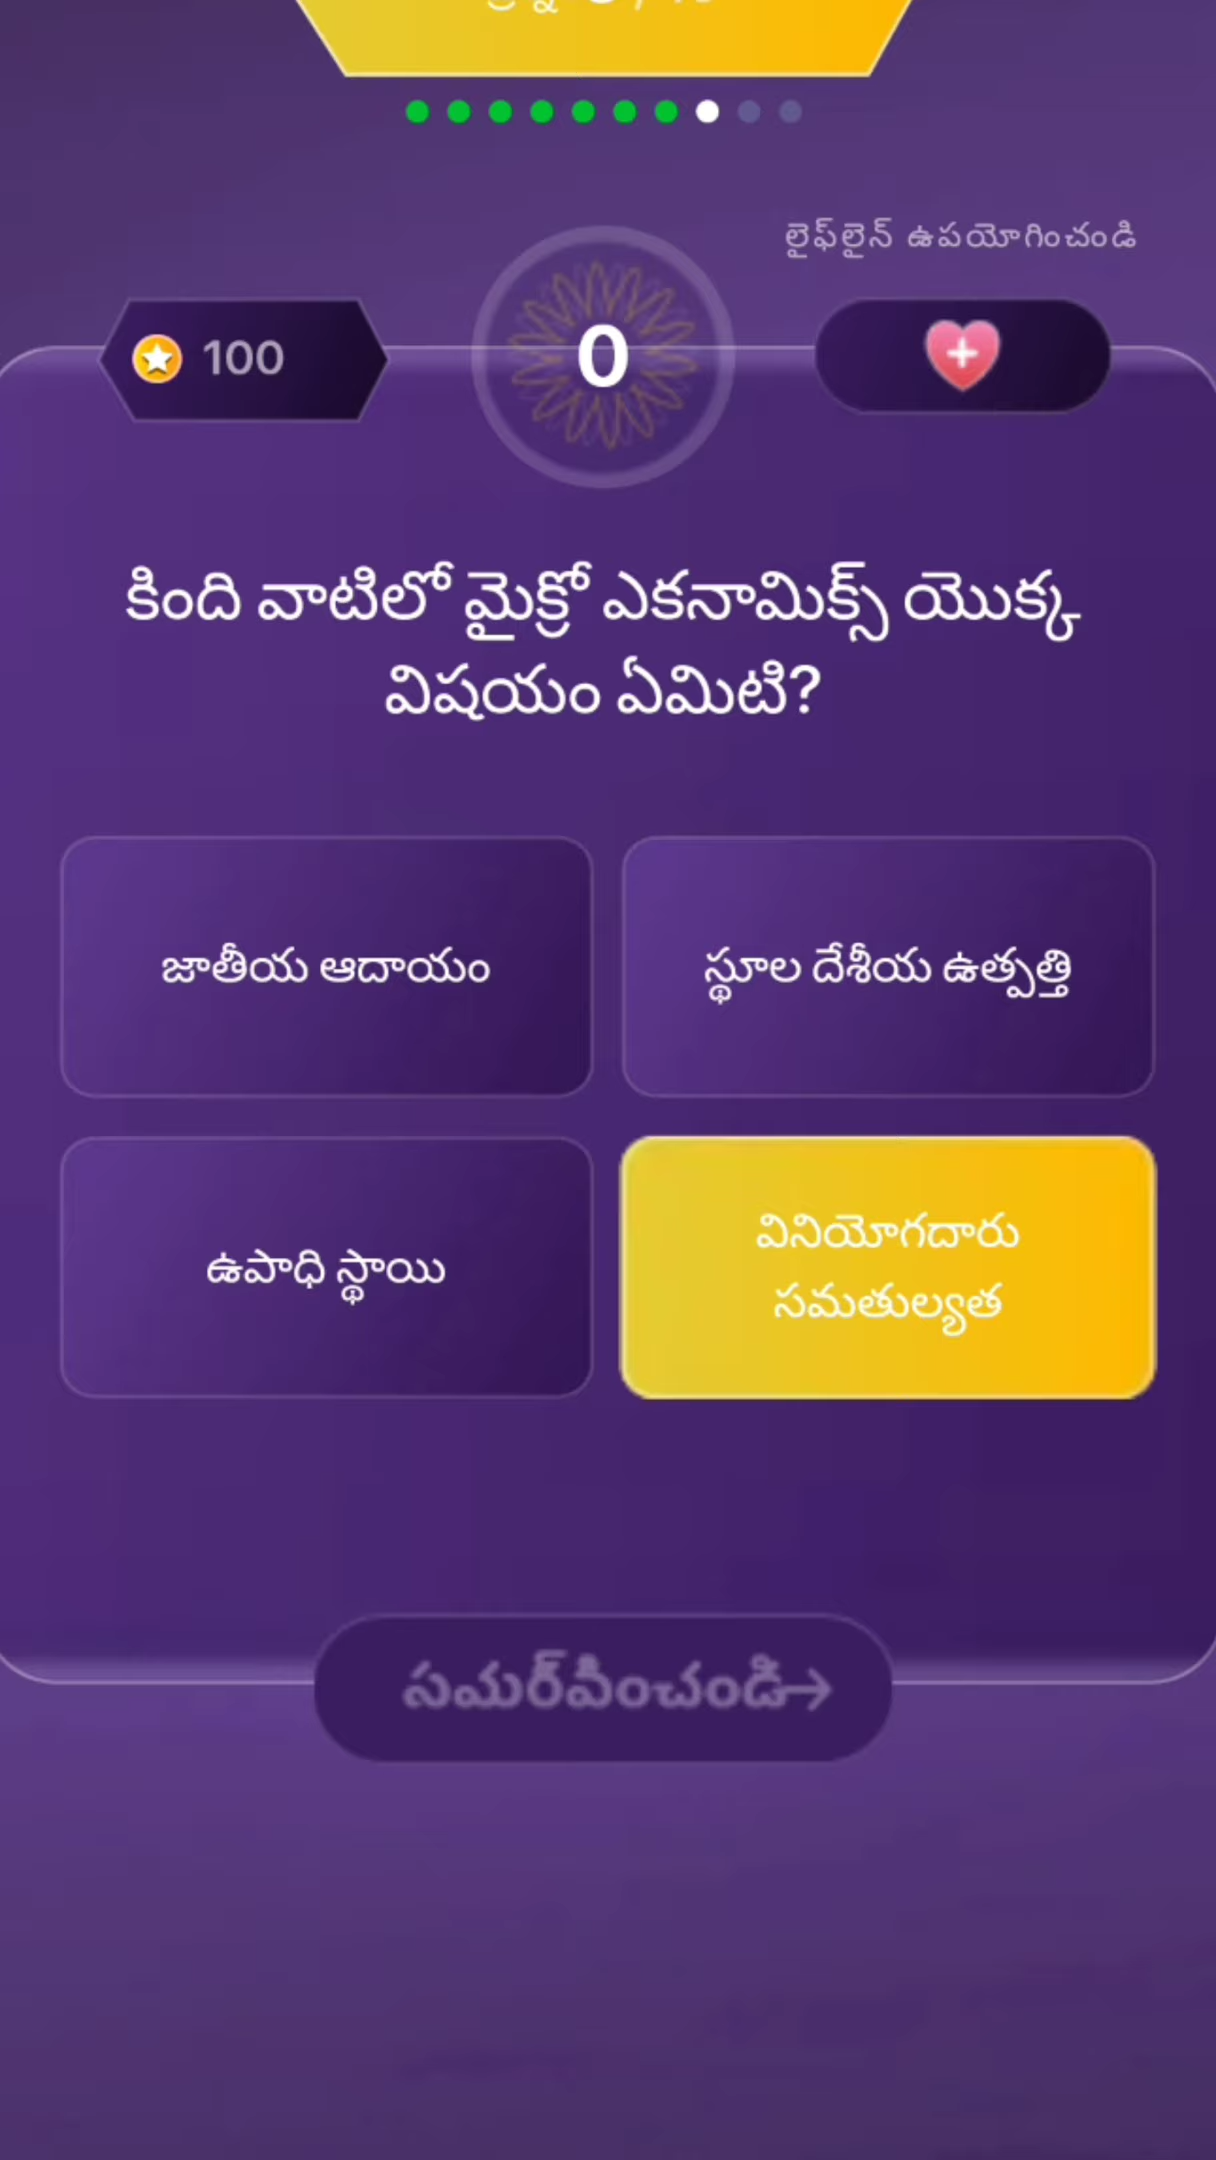 లైఫ్‌లైన్ ఉపయోగించండి
100
0
కింది వాటిలో మైక్రో ఎకనామిక్స్ యొక్క
విషయం ఏమిటి?
జాతీయ ఆదాయం
స్థూల దేశీయ ఉత్పత్తి
ఉపాధి స్థాయి
వినియోగదారు
సమతుల్యత
సమర్పించండి→